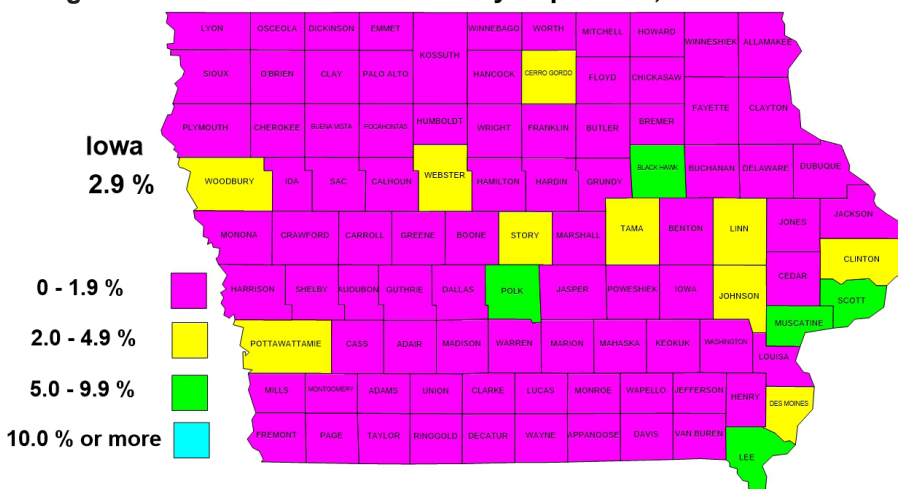 LYON OSCEOLA DICKINSON EMMET WINNEBAGO WORTH MITCHELL HOWARD
KOSSUTH WINNESHIEK ALLAMAKEE
SIOUX O'BRIEN CLAY PALO ALTO HANCOCK CERRO GORDO FLOYD CHICKASAW
PLYMOUTH CHEROKEE BUENA VISTA POCAHONTAS HUMBOLDT WRIGHT FRANKLIN BUTLER BREMER FAYETTE CLAYTON
Iowa
2.9 %
WOODBURY IDA SAC CALHOUN WEBSTER HAMILTON HARDIN GRUNDY BLACK HAWK BUCHANAN DELAWARE DUBUQUE
MONONA CRAWFORD CARROLL GREENE BOONE STORY MARSHALL TAMA BENTON LINN JONES JACKSON
CLINTON
HARRISON SHELBY AUDUBON GUTHRIE DALLAS POLK JASPER POWESHIEK IOWA JOHNSON CEDAR SCOTT
MUSCATINE
POTTAWATTAMIE CASS ADAIR MADISON WARREN MARION MAHASKA KEOKUK WASHINGTON LOUISA
MILLS MONTGOMERY ADAMS UNION CLARKE LUCAS MONROE WAPELLO JEFFERSON HENRY DES MOINES
FREMONT PAGE TAYLOR RINGGOLD DECATUR WAYNE APPANOOSE DAVIS VAN BUREN LEE
0 - 1.9 %
2.0 - 4.9 %
5.0 - 9.9 %
10.0 % or more